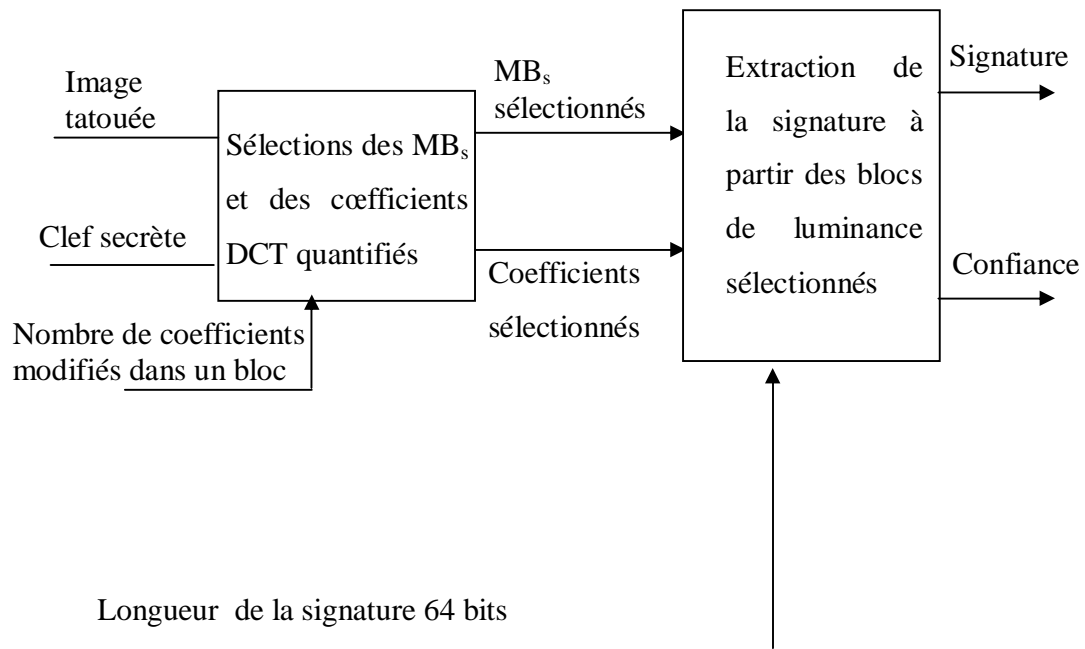 Image
tatouée
Clef secrète
Nombre de coefficients
modifiés dans un bloc
Sélections des MBs
et des cœfficients
DCT quantifiés
MBs
sélectionnés
Coefficients
sélectionnés
Extraction de
la signature à
partir des blocs
de luminance
sélectionnés
Signature
Confiance
Longueur de la signature 64 bits